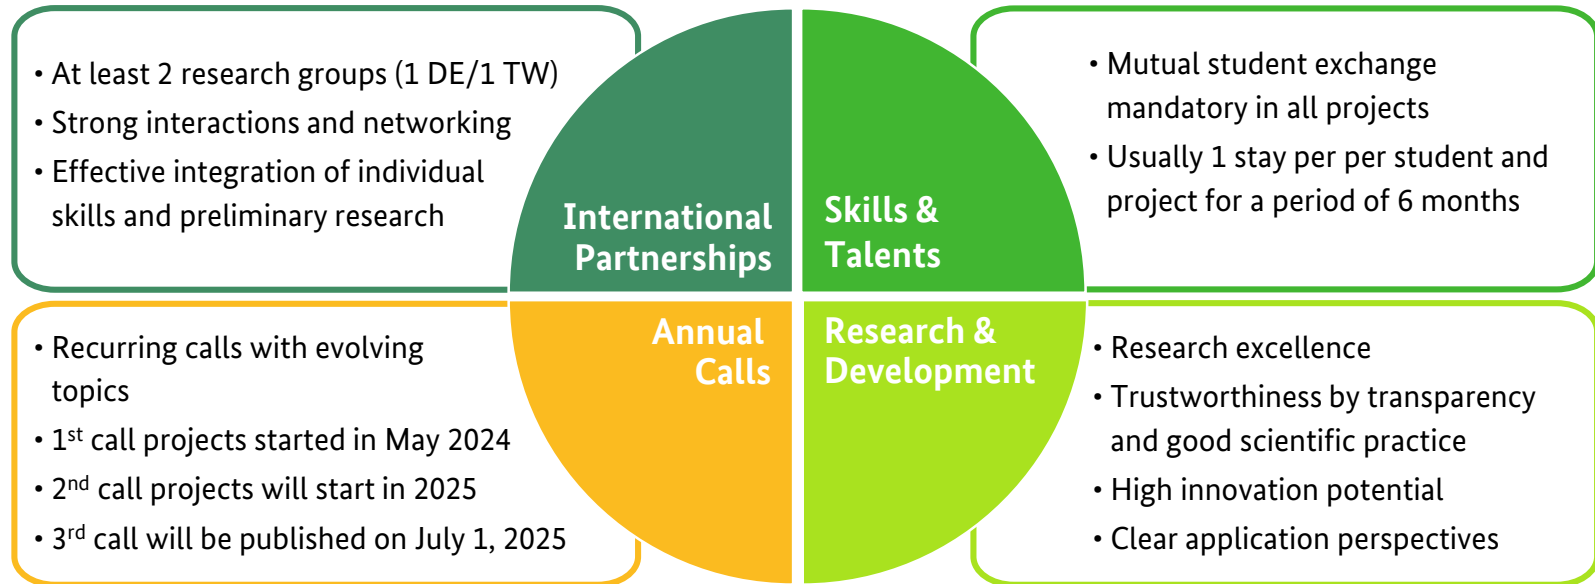 • At least 2 research groups (1 DE/1 TW)
• Strong interactions and networking
• Effective integration of individual
skills and preliminary research
International
Partnerships
Skills &
Talents
• Mutual student exchange
mandatory in all projects
• Usually 1 stay per per student and
project for a period of 6 months
• Recurring calls with evolving
topics
• 1st call projects started in May 2024
• 2nd call projects will start in 2025
• 3rd call will be published on July 1, 2025
Annual
Calls
Research &
Development
• Research excellence
• Trustworthiness by transparency
and good scientific practice
• High innovation potential
• Clear application perspectives